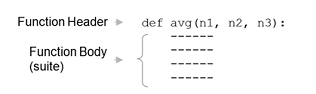 Function Header def avg(n1, n2, n3):
Function Body
(suite)
------
------
------
------